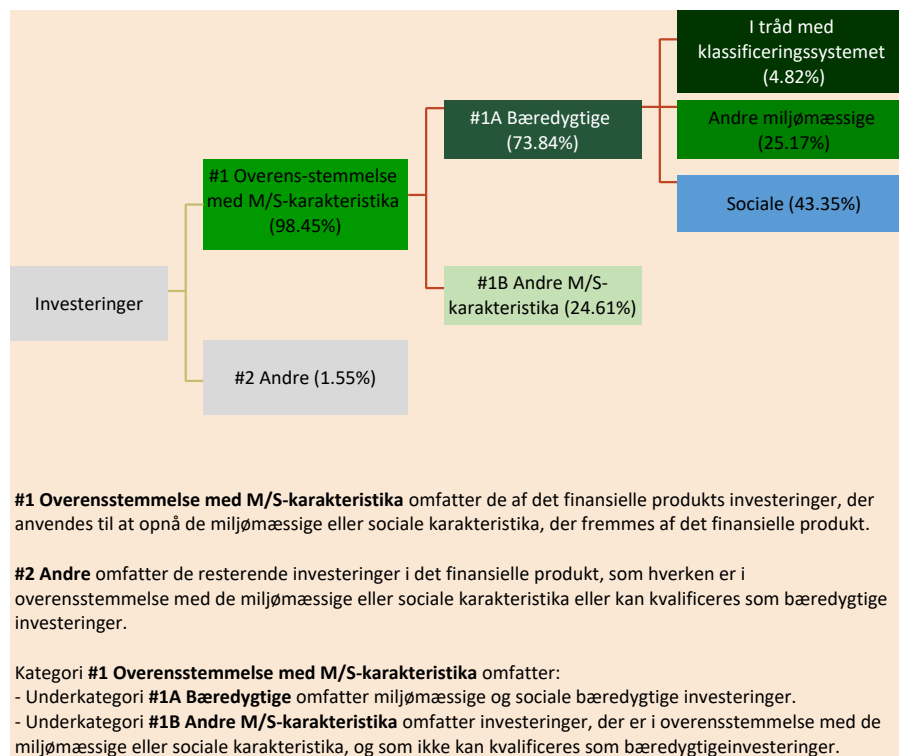 I tråd med
klassificeringssystemet
(4.82%)
#1A Bæredygtige
(73.84%)
Andre miljømæssige
(25.17%)
#1 Overens-stemmelse
med M/S-karakteristika
(98.45%)
Sociale (43.35%)
Investeringer
#1B Andre M/S-
karakteristika (24.61%)
#2 Andre (1.55%)
#1 Overensstemmelse med M/S-karakteristika omfatter de af det finansielle produkts investeringer, der
anvendes til at opnå de miljømæssige eller sociale karakteristika, der fremmes af det finansielle produkt.
#2 Andre omfatter de resterende investeringer i det finansielle produkt, som hverken er i
overensstemmelse med de miljømæssige eller sociale karakteristika eller kan kvalificeres som bæredygtige
investeringer.
Kategori #1 Overensstemmelse med M/S-karakteristika omfatter:
- Underkategori #1A Bæredygtige omfatter miljømæssige og sociale bæredygtige investeringer.
- Underkategori #1B Andre M/S-karakteristika omfatter investeringer, der er i overensstemmelse med de
miljømæssige eller sociale karakteristika, og som ikke kan kvalificeres som bæredygtigeinvesteringer.